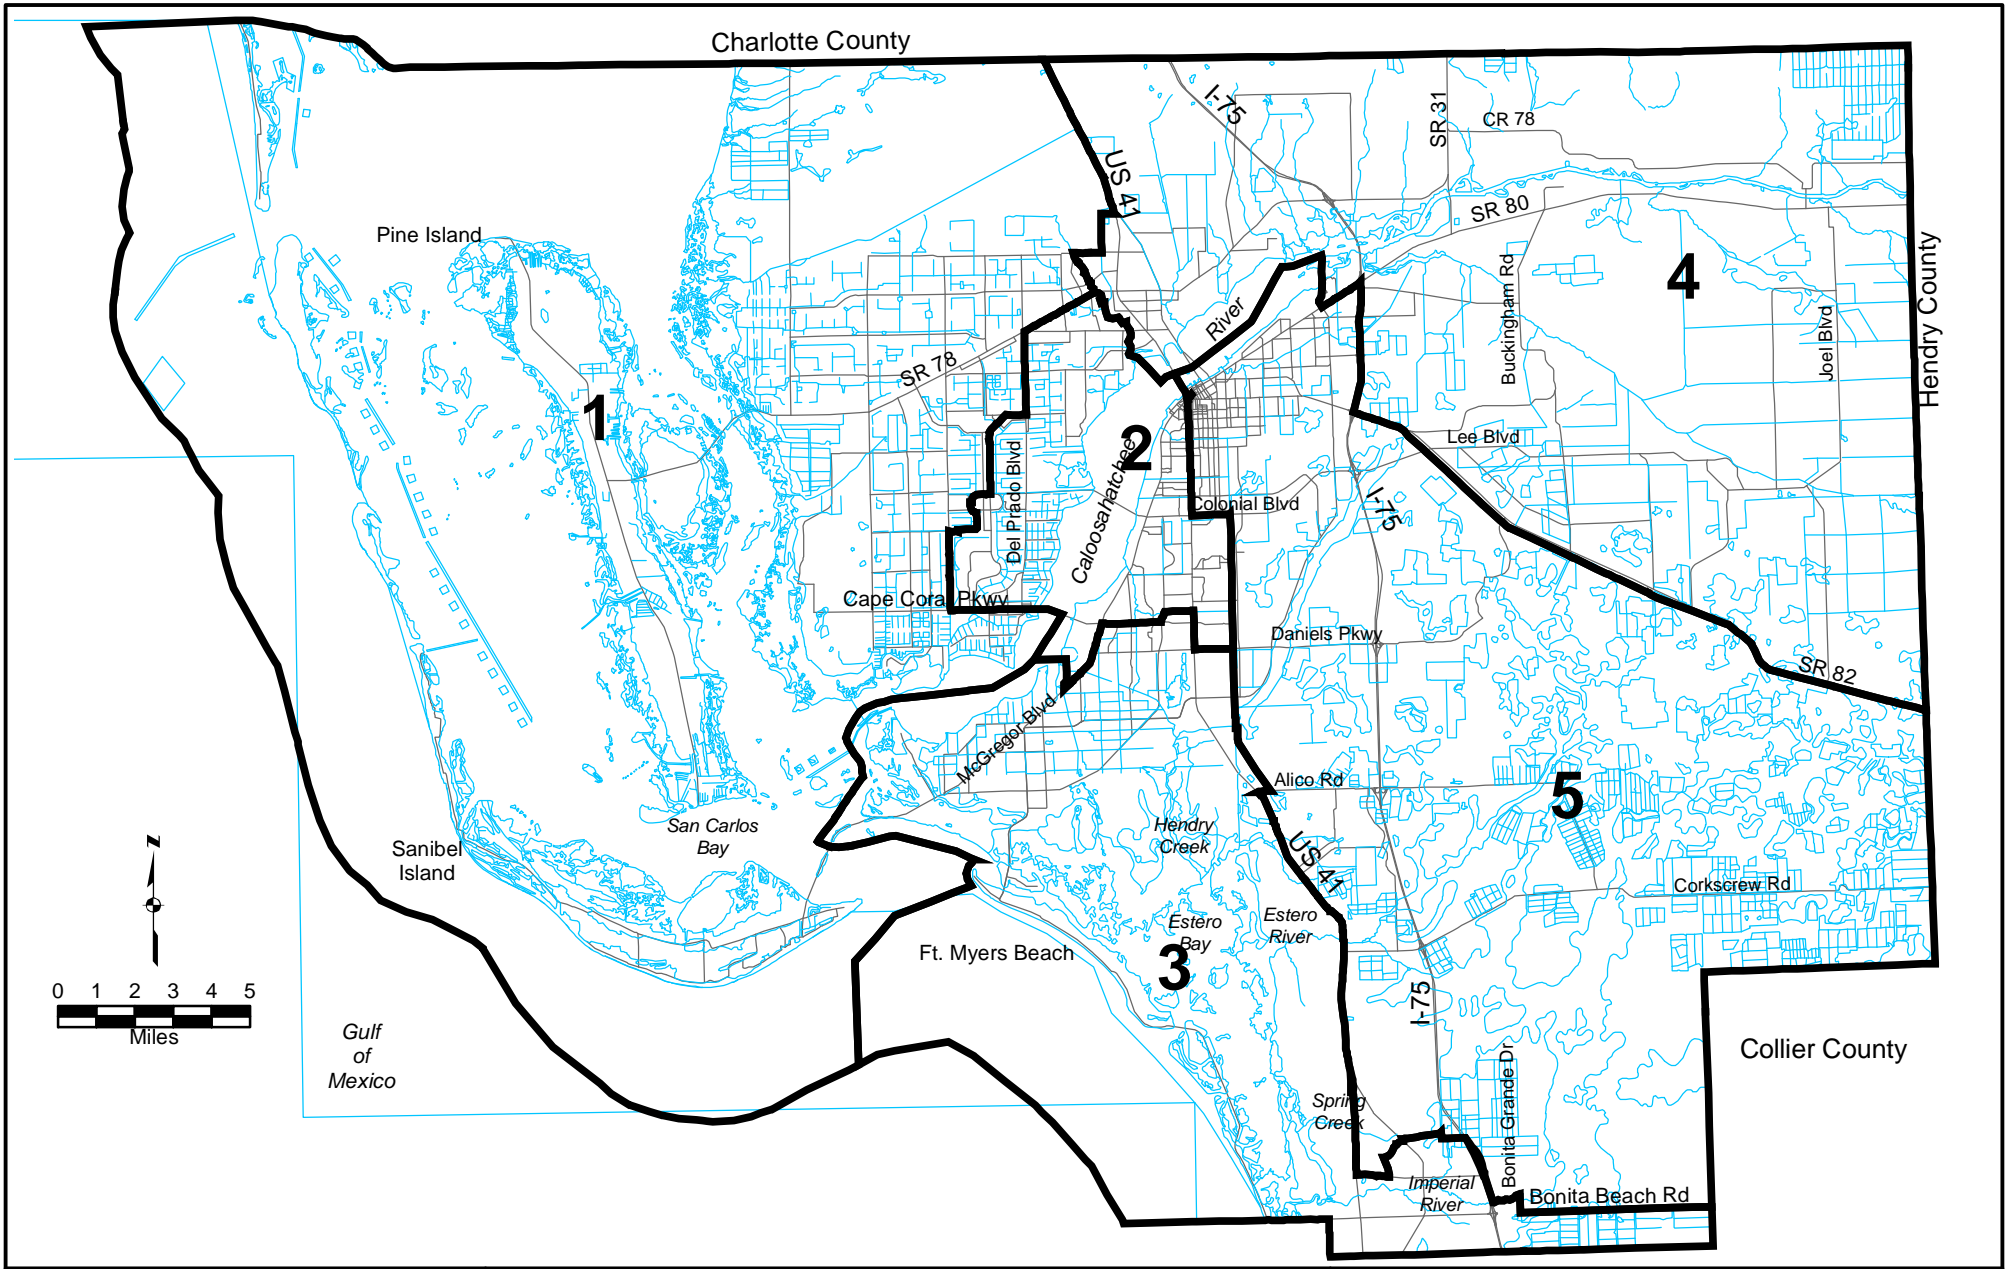 Charlotte County
I-75
SR 31
CR 78
US 41
SR 80
Pine Island
4
Hendry County
Buckingham Rd
River
Joel Blvd
SR 78
1
2
Lee Blvd
Del Prado Blvd
Caloosahatchee
Colonial Blvd
I-75
Cape Coral Pkwy
Daniels Pkwy
SR 82
McGregor Blvd
Alico Rd
5
San Carlos
Bay
Hendry
Creek
US 41
Sanibel
Island
N
Corkscrew Rd
Estero
Bay
Estero
River
Ft. Myers Beach
3
0 1 2 3 4 5
Miles
I-75
Gulf
of
Mexico
Collier County
Bonita Grande Dr
Spring
Creek
Imperial
River
Bonita Beach Rd